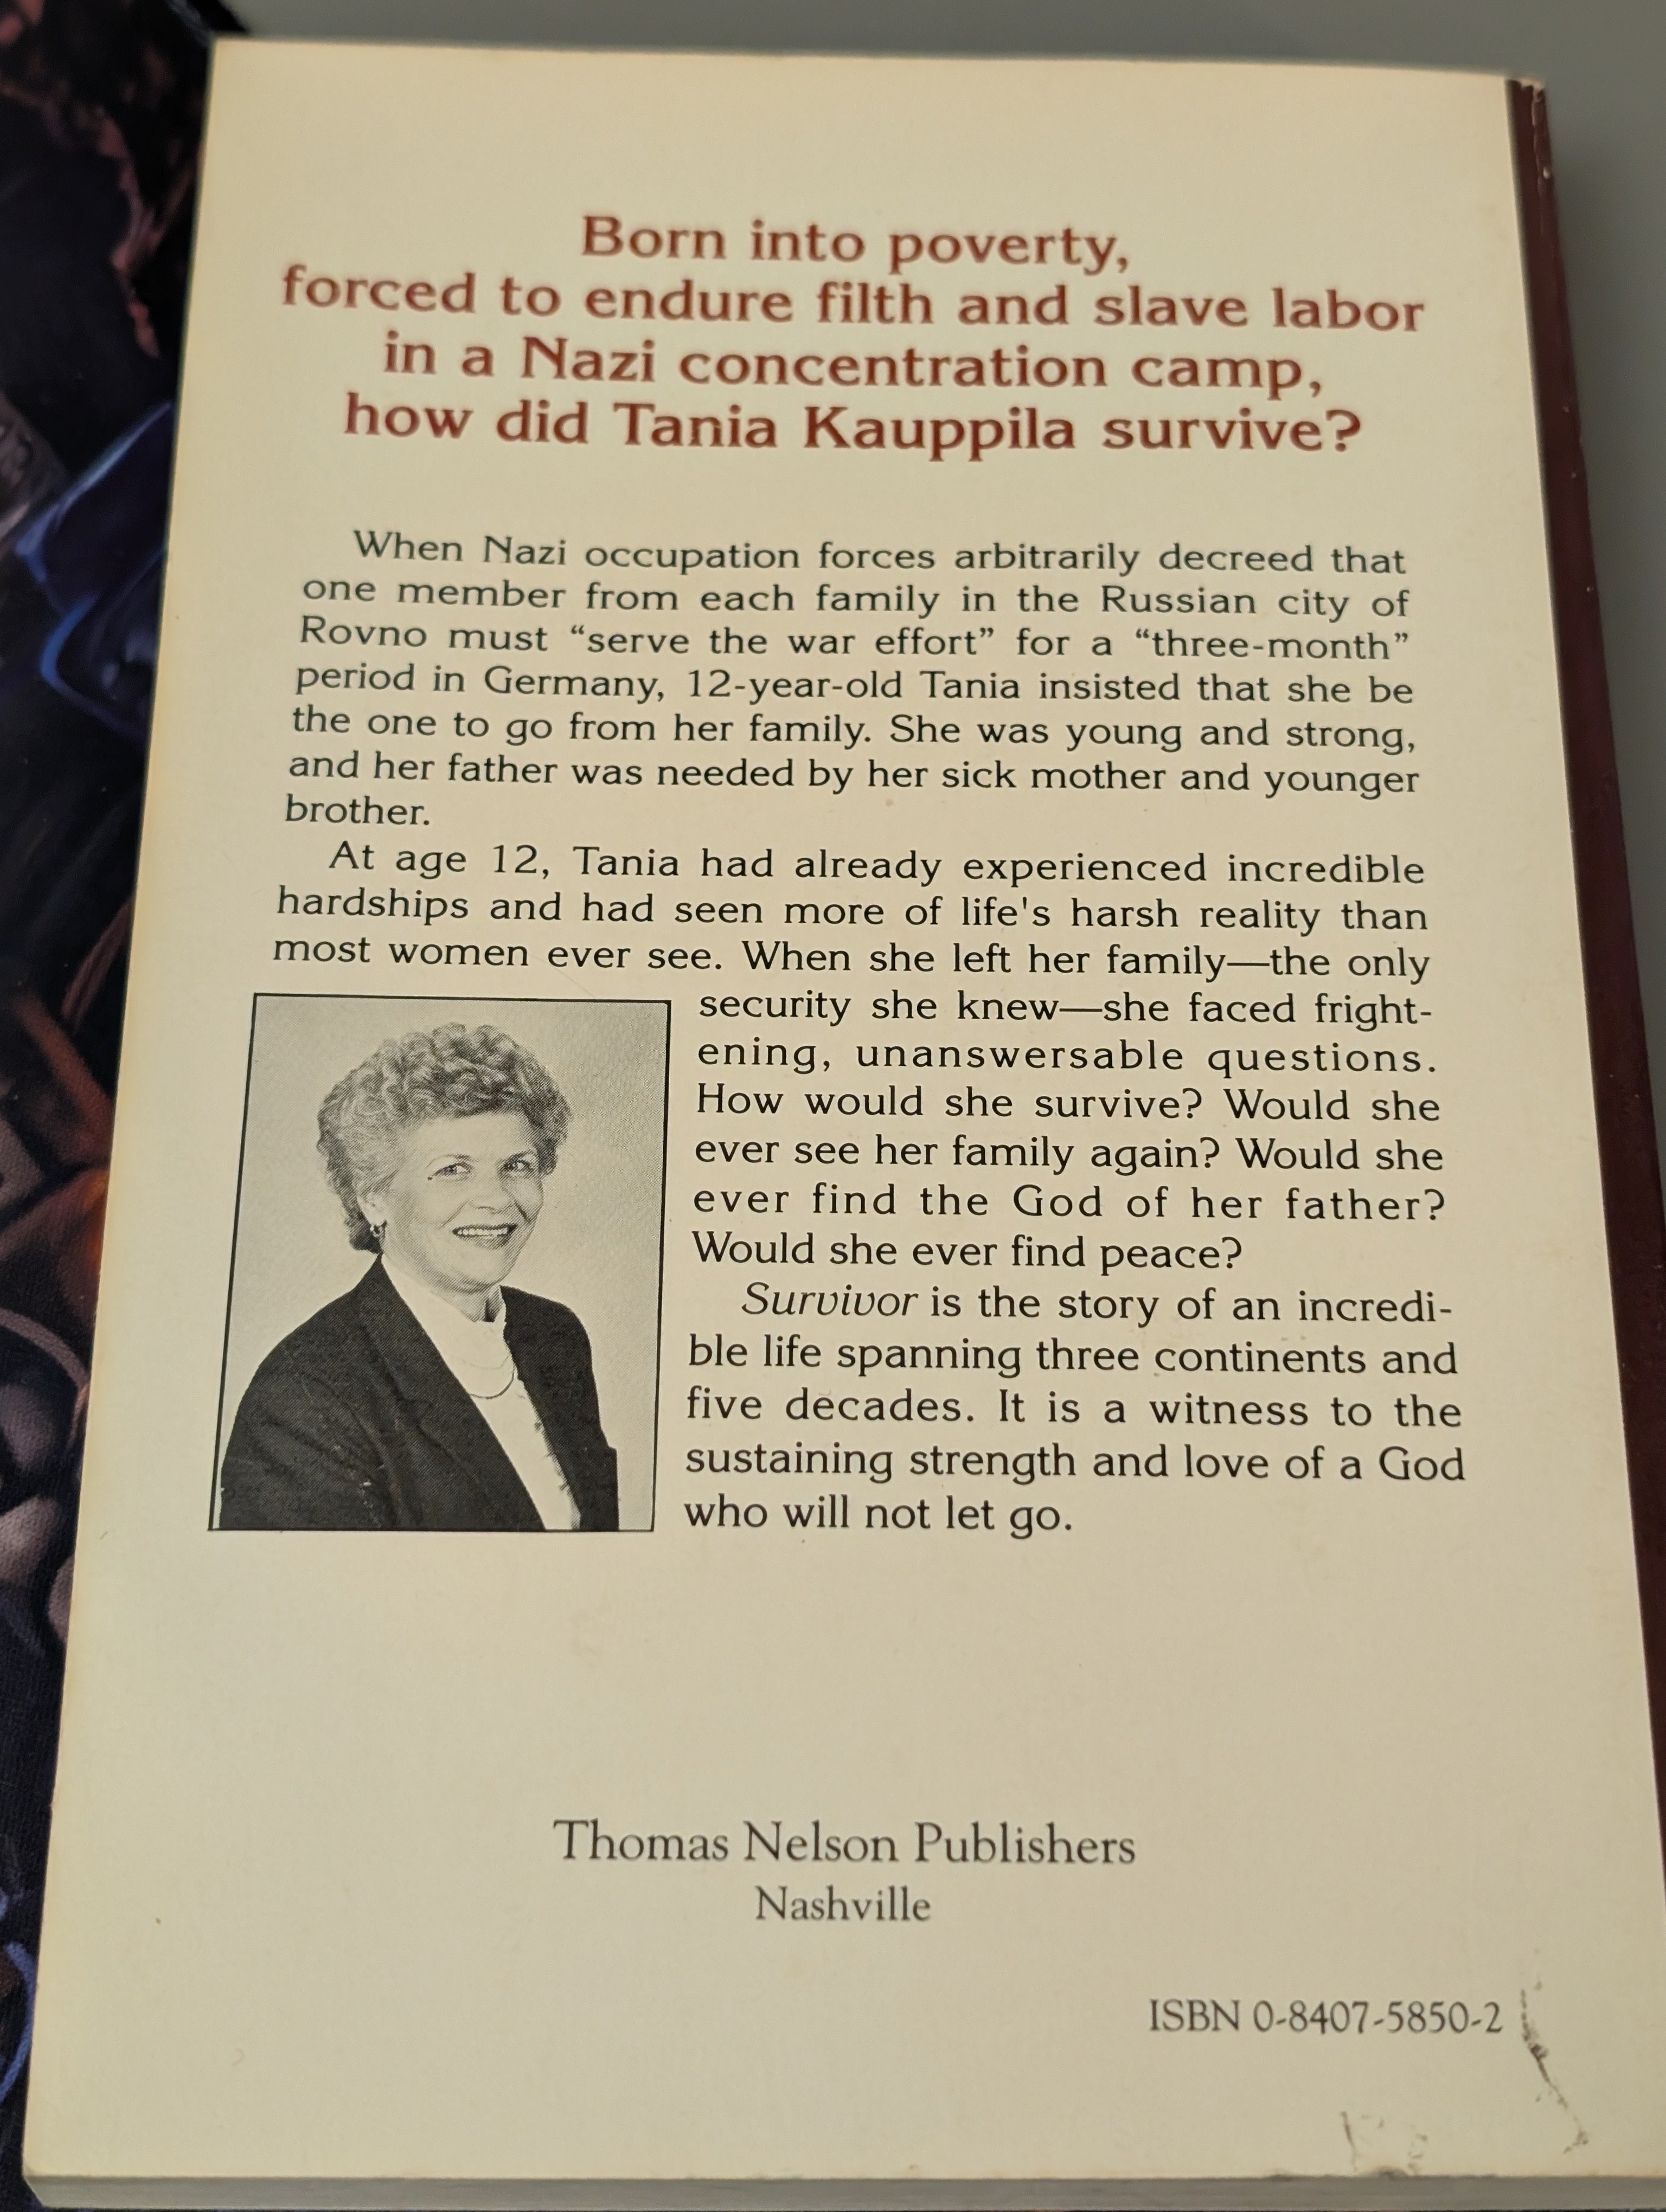 Born into poverty,
forced to endure filth and slave labor
in a Nazi concentration camp,
how did Tania Kauppila survive?
When Nazi occupation forces arbitrarily decreed that
one member from each family in the Russian city of
Rovno must “serve the war effort” for a “three-month”
period in Germany, 12-year-old Tania insisted that she be
the one to go from her family. She was young and strong,
and her father was needed by her sick mother and younger
brother.
At age 12, Tania had already experienced incredible
hardships and had seen more of life's harsh reality than
most women ever see. When she left her family—the only
security she knew—she faced fright-
ening, unanswersable questions.
How would she survive? Would she
ever see her family again? Would she
ever find the God of her father?
Would she ever find peace?
Survivor is the story of an incredi-
ble life spanning three continents and
five decades. It is a witness to the
sustaining strength and love of a God
who will not let go.
Thomas Nelson Publishers
Nashville
ISBN 0-8407-5850-2